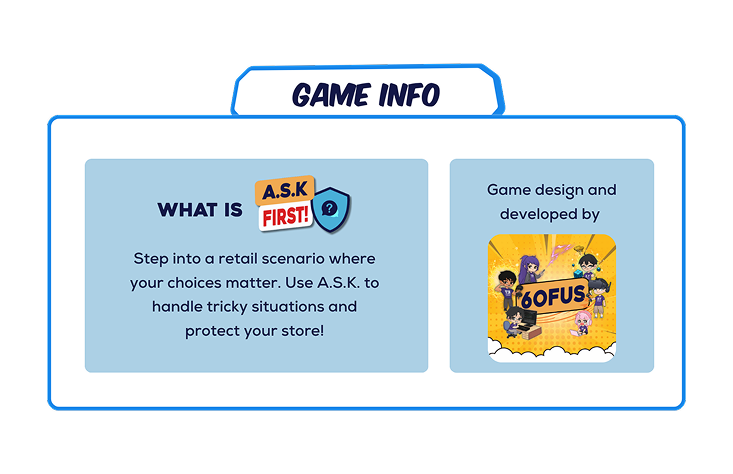 GAME INFO
WHAT IS
A.S.K
FIRST!
?
Step into a retail scenario where
your choices matter. Use A.S.K. to
handle tricky situations and
protect your store!
Game design and
developed by
6OFUS